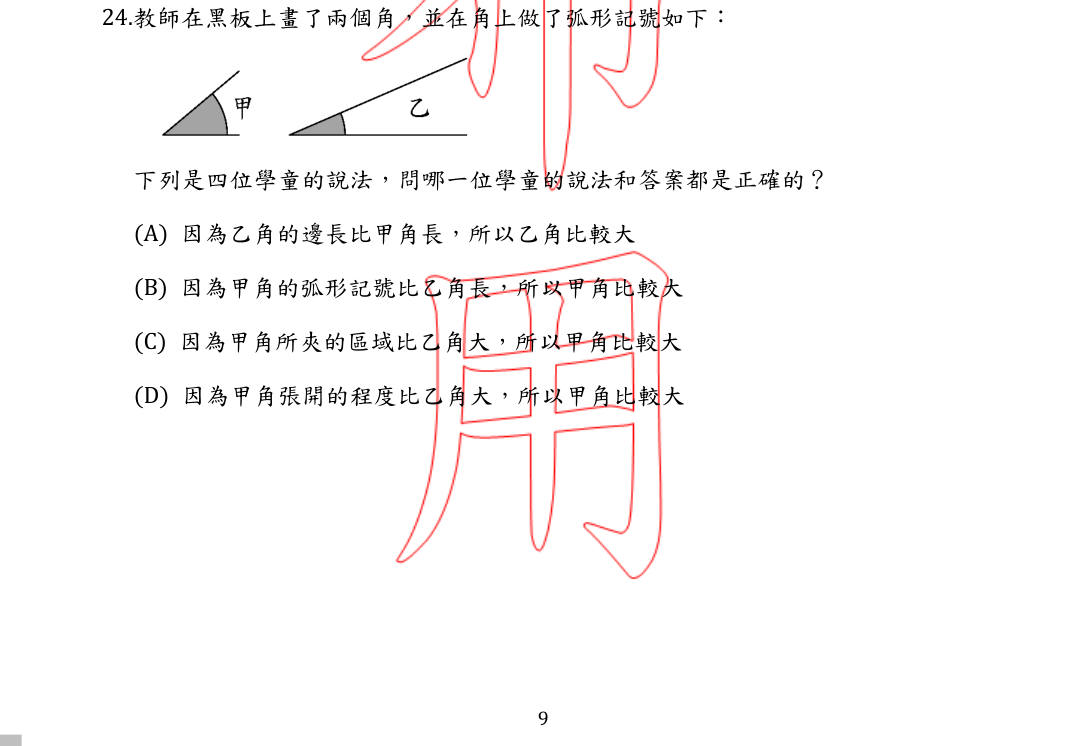 24.教師在黑板上畫了兩個角，並在角上做了弧形記號如下：
甲 乙
下列是四位學童的說法，問哪一位學童的說法和答案都是正確的？
(A) 因為乙角的邊長比甲角長，所以乙角比較大
(B) 因為甲角的弧形記號比乙角長，所以甲角比較大
(C) 因為甲角所夾的區域比乙角大，所以甲角比較大
(D) 因為甲角張開的程度比乙角大，所以甲角比較大
用
9